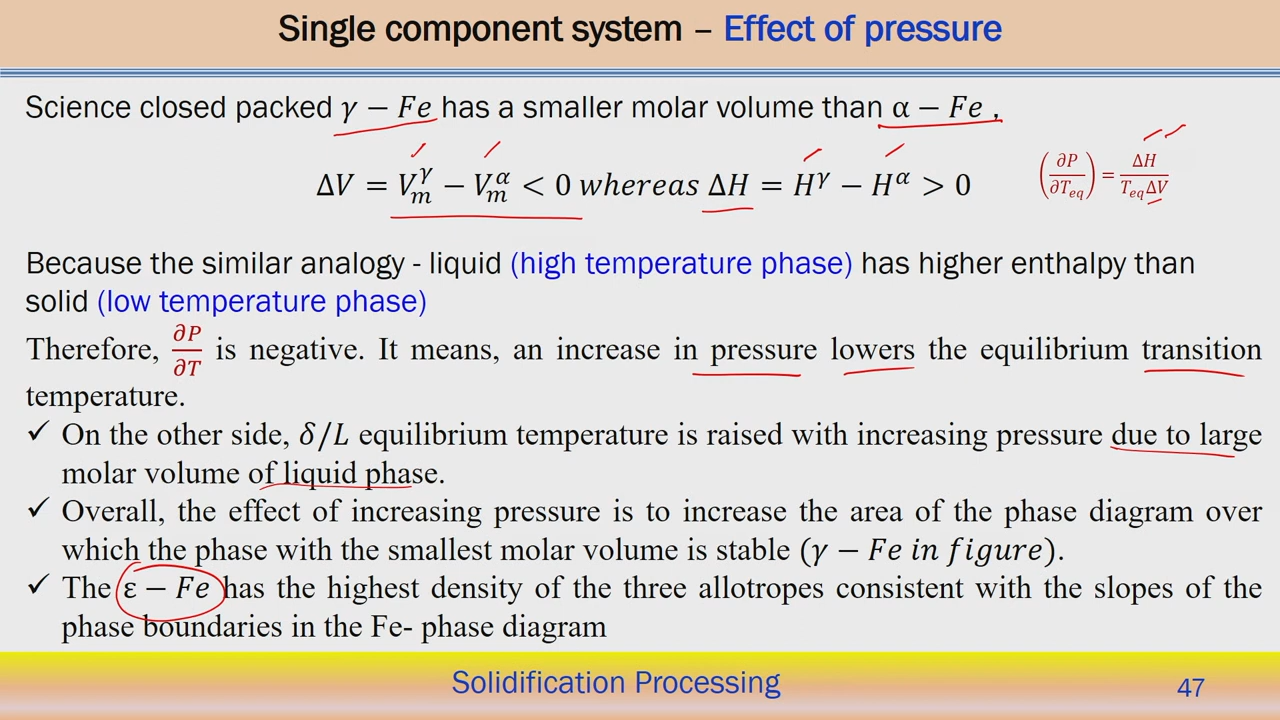 Single component system – Effect of pressure
Science closed packed γ − Fe has a smaller molar volume than α − Fe ,
ΔV = V_m^γ − V_m^α < 0 whereas ΔH = H^γ − H^α > 0
(∂P/∂T_eq) = ΔH/(T_eq ΔV)
Because the similar analogy - liquid (high temperature phase) has higher enthalpy than
solid (low temperature phase)
Therefore, ∂P/∂T is negative. It means, an increase in pressure lowers the equilibrium transition
temperature.
✓ On the other side, δ/L equilibrium temperature is raised with increasing pressure due to large
molar volume of liquid phase.
✓ Overall, the effect of increasing pressure is to increase the area of the phase diagram over
which the phase with the smallest molar volume is stable (γ − Fe in figure).
✓ The ε − Fe has the highest density of the three allotropes consistent with the slopes of the
phase boundaries in the Fe- phase diagram
Solidification Processing
47